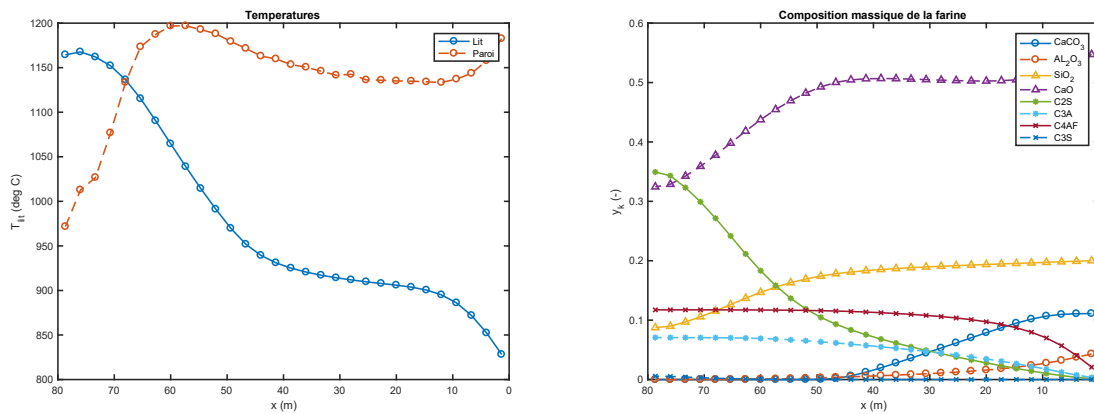 Temperatures
1200
1150
1100
1050
1000
950
900
850
800
T_lit (deg C)
80 70 60 50 40 30 20 10 0
x (m)
Lit
Paroi
Composition massique de la farine
0.6
0.5
0.4
0.3
0.2
0.1
0
y_k (-)
80 70 60 50 40 30 20 10
x (m)
CaCO₃
AL₂O₃
SiO₂
CaO
C2S
C3A
C4AF
C3S